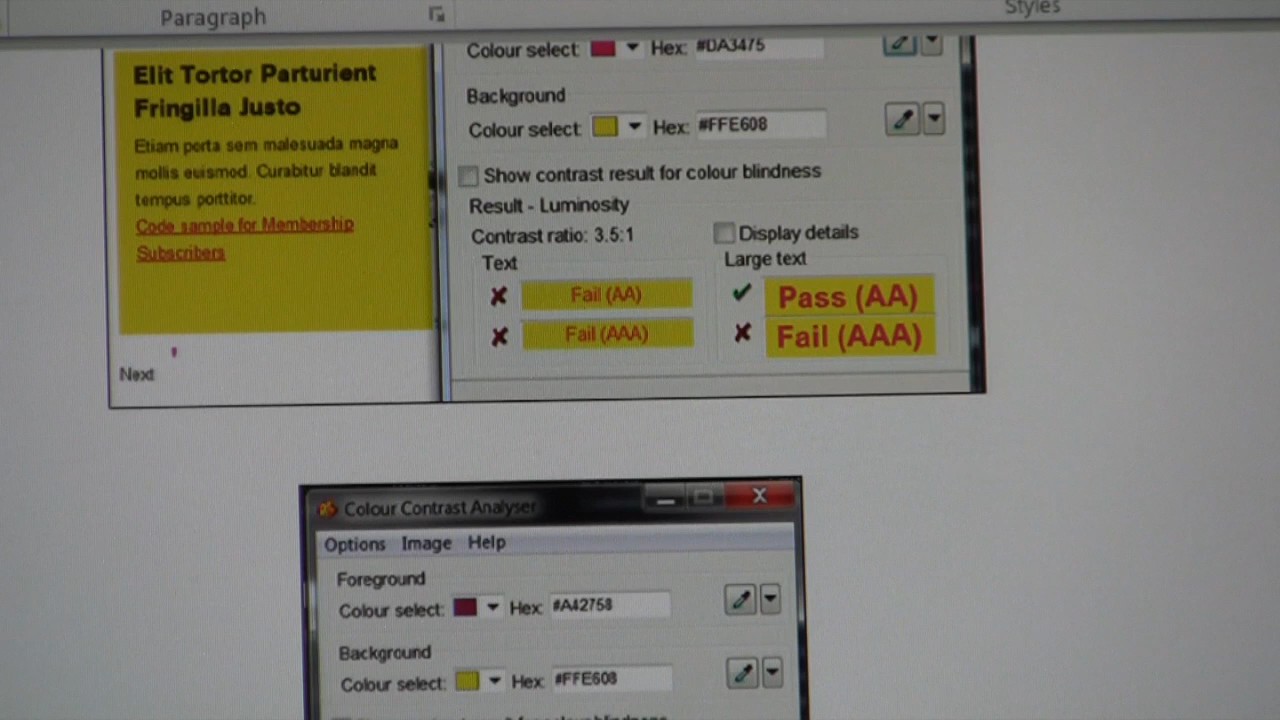 Paragraph
Styles
Elit Tortor Parturient
Fringilla Justo
Etiam porta sem malesuada magna
mollis euismod. Curabitur blandit
tempus porttitor.
Code sample for Membership
Subscribers
Next
Colour select: Hex: #DA3475
Background
Colour select: Hex: #FFE608
Show contrast result for colour blindness
Result - Luminosity
Contrast ratio: 3.5:1
Display details
Text
Fail (AA)
Fail (AAA)
Large text
Pass (AA)
Fail (AAA)
Colour Contrast Analyser
Options Image Help
Foreground
Colour select: Hex: #A42758
Background
Colour select: Hex: #FFE608